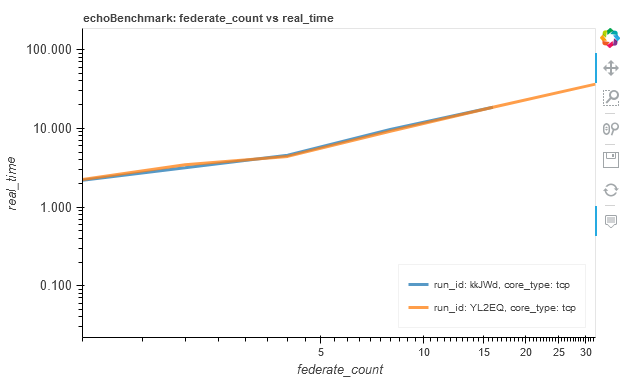 echoBenchmark: federate_count vs real_time
100.000
10.000
1.000
0.100
real_time
run_id: kkJWd, core_type: tcp
run_id: YL2EQ, core_type: tcp
5
10
15
20
25
30
federate_count